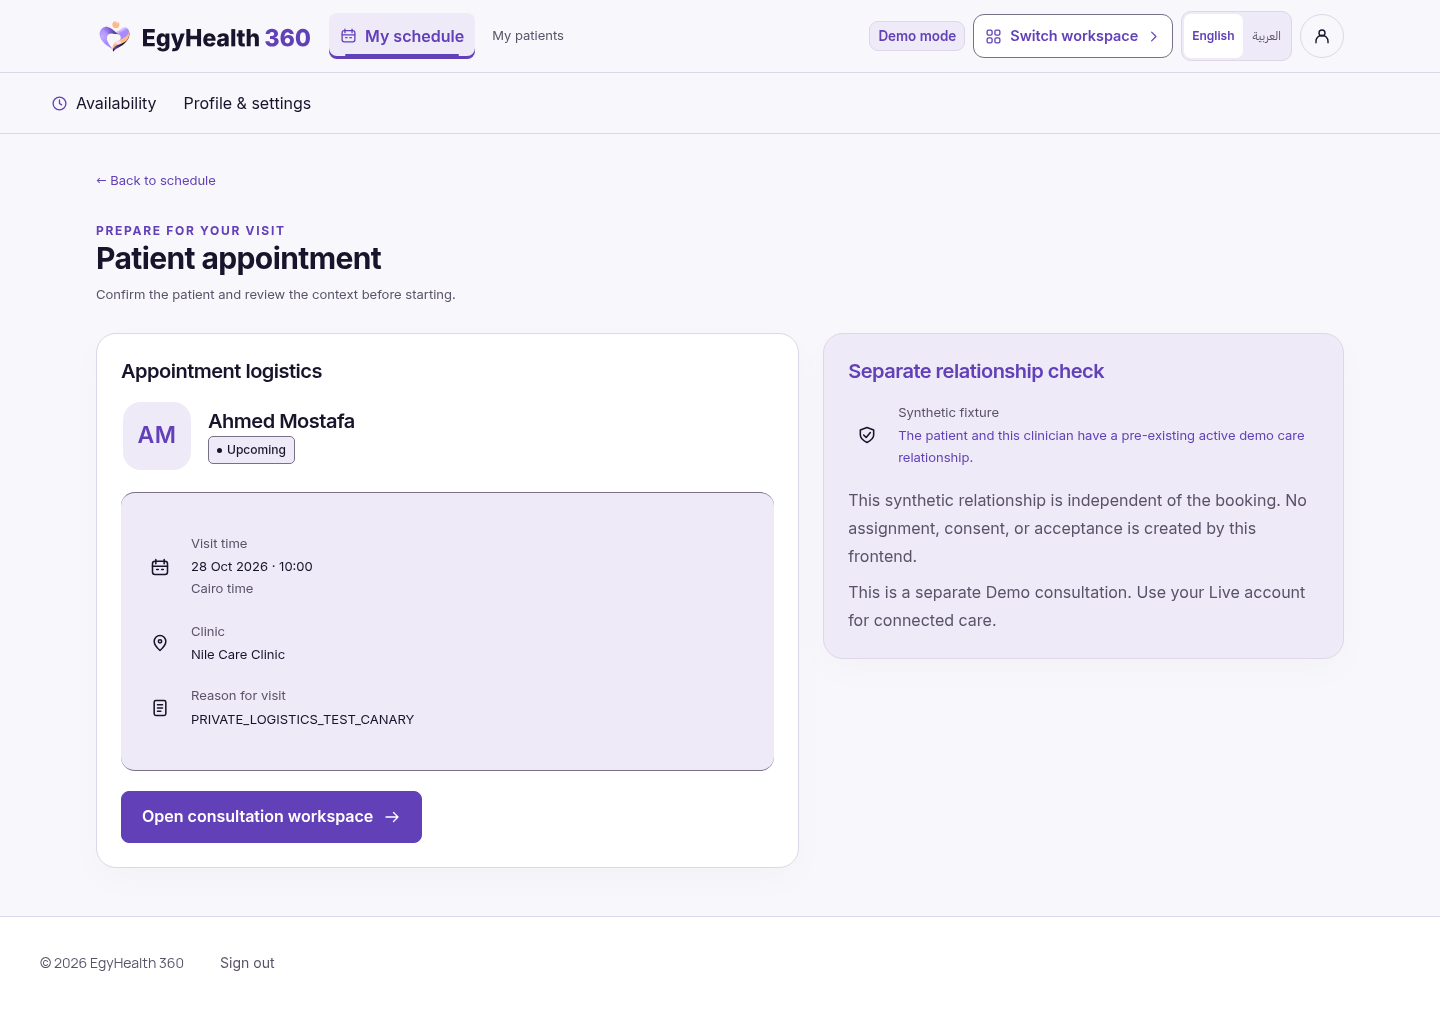 EgyHealth 360
My schedule
My patients
Demo mode
Switch workspace
English
العربية
Availability
Profile & settings
← Back to schedule
PREPARE FOR YOUR VISIT
Patient appointment
Confirm the patient and review the context before starting.
Appointment logistics
AM
Ahmed Mostafa
Upcoming
Visit time
28 Oct 2026 · 10:00
Cairo time
Clinic
Nile Care Clinic
Reason for visit
PRIVATE_LOGISTICS_TEST_CANARY
Open consultation workspace →
Separate relationship check
Synthetic fixture
The patient and this clinician have a pre-existing active demo care
relationship.
This synthetic relationship is independent of the booking. No
assignment, consent, or acceptance is created by this
frontend.
This is a separate Demo consultation. Use your Live account
for connected care.
© 2026 EgyHealth 360
Sign out